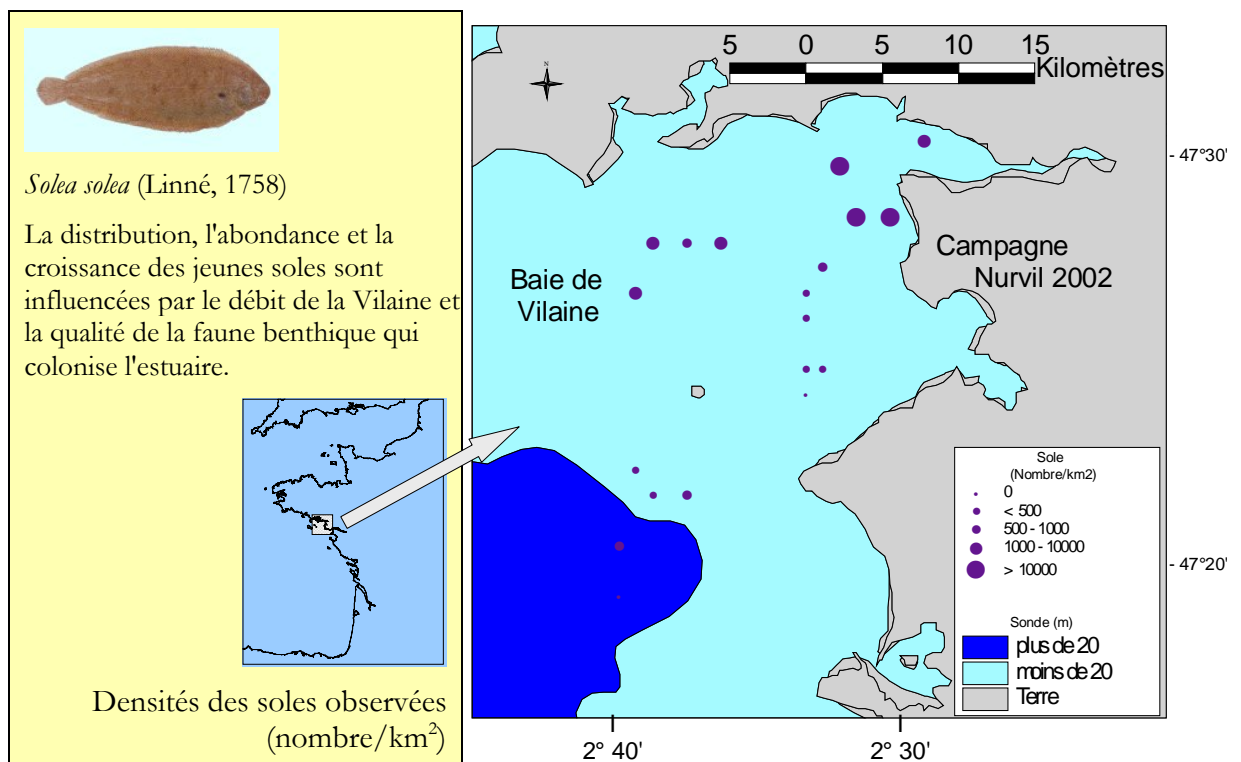 Solea solea (Linné, 1758)
La distribution, l'abondance et la
croissance des jeunes soles sont
influencées par le débit de la Vilaine et
la qualité de la faune benthique qui
colonise l'estuaire.
Densités des soles observées
(nombre/km²)
5 0 5 10 15
Kilomètres
N
- 47°30'
Campagne
Nurvil 2002
Baie de
Vilaine
Sole
(Nombre/km2)
0
< 500
500 - 1000
1000 - 10000
> 10000
- 47°20'
Sonde (m)
plus de 20
moins de 20
Terre
2° 40' 2° 30'